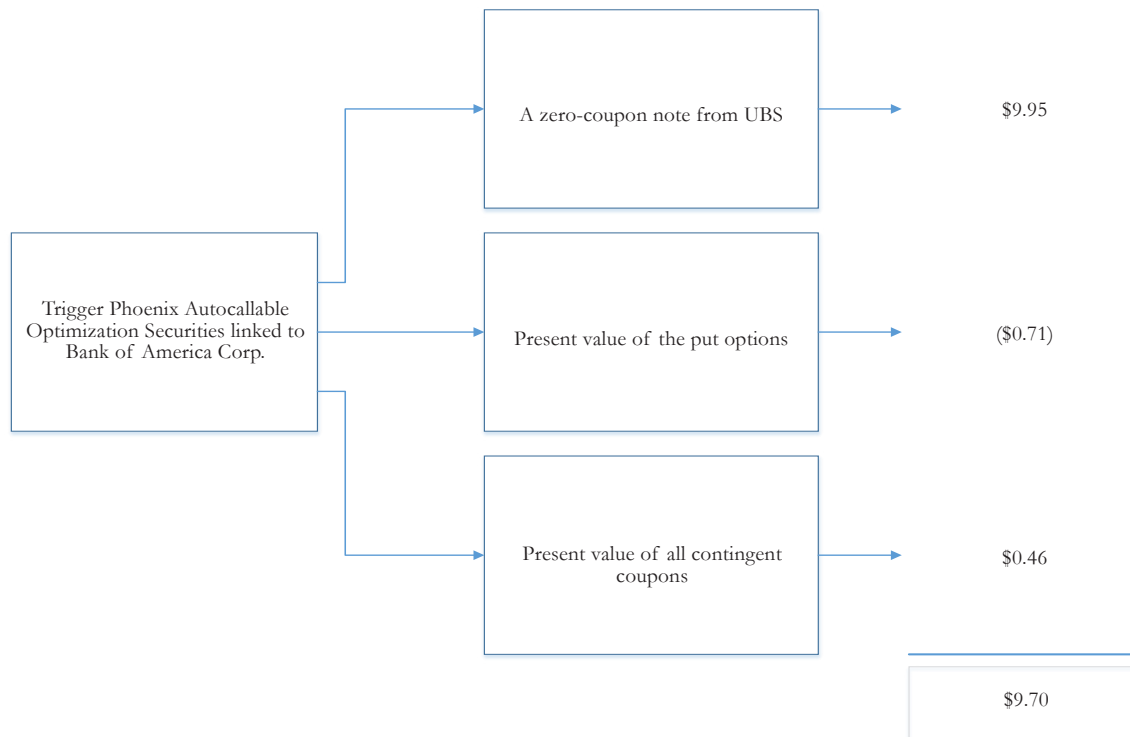 A zero-coupon note from UBS
$9.95
Trigger Phoenix Autocallable
Optimization Securities linked to
Bank of America Corp.
Present value of the put options
($0.71)
Present value of all contingent
coupons
$0.46
$9.70